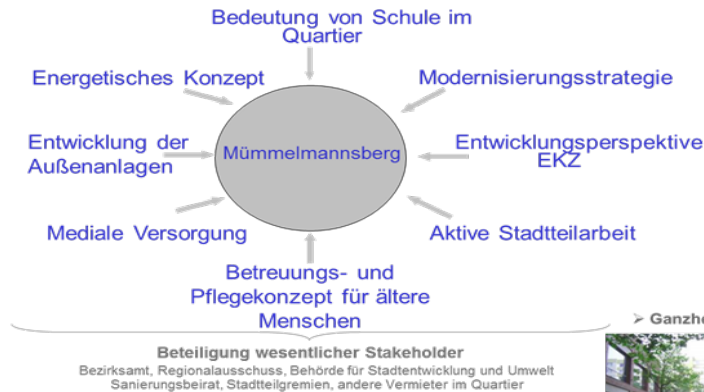 Bedeutung von Schule im
Quartier
Energetisches Konzept
Modernisierungsstrategie
Entwicklung der
Außenanlagen
Mümmelmannsberg
Entwicklungsperspektive
EKZ
Mediale Versorgung
Aktive Stadtteilarbeit
Betreuungs- und
Pflegekonzept für ältere
Menschen
➢ Ganzhe
Beteiligung wesentlicher Stakeholder
Bezirksamt, Regionalausschuss, Behörde für Stadtentwicklung und Umwelt
Sanierungsbeirat, Stadtteilgremien, andere Vermieter im Quartier